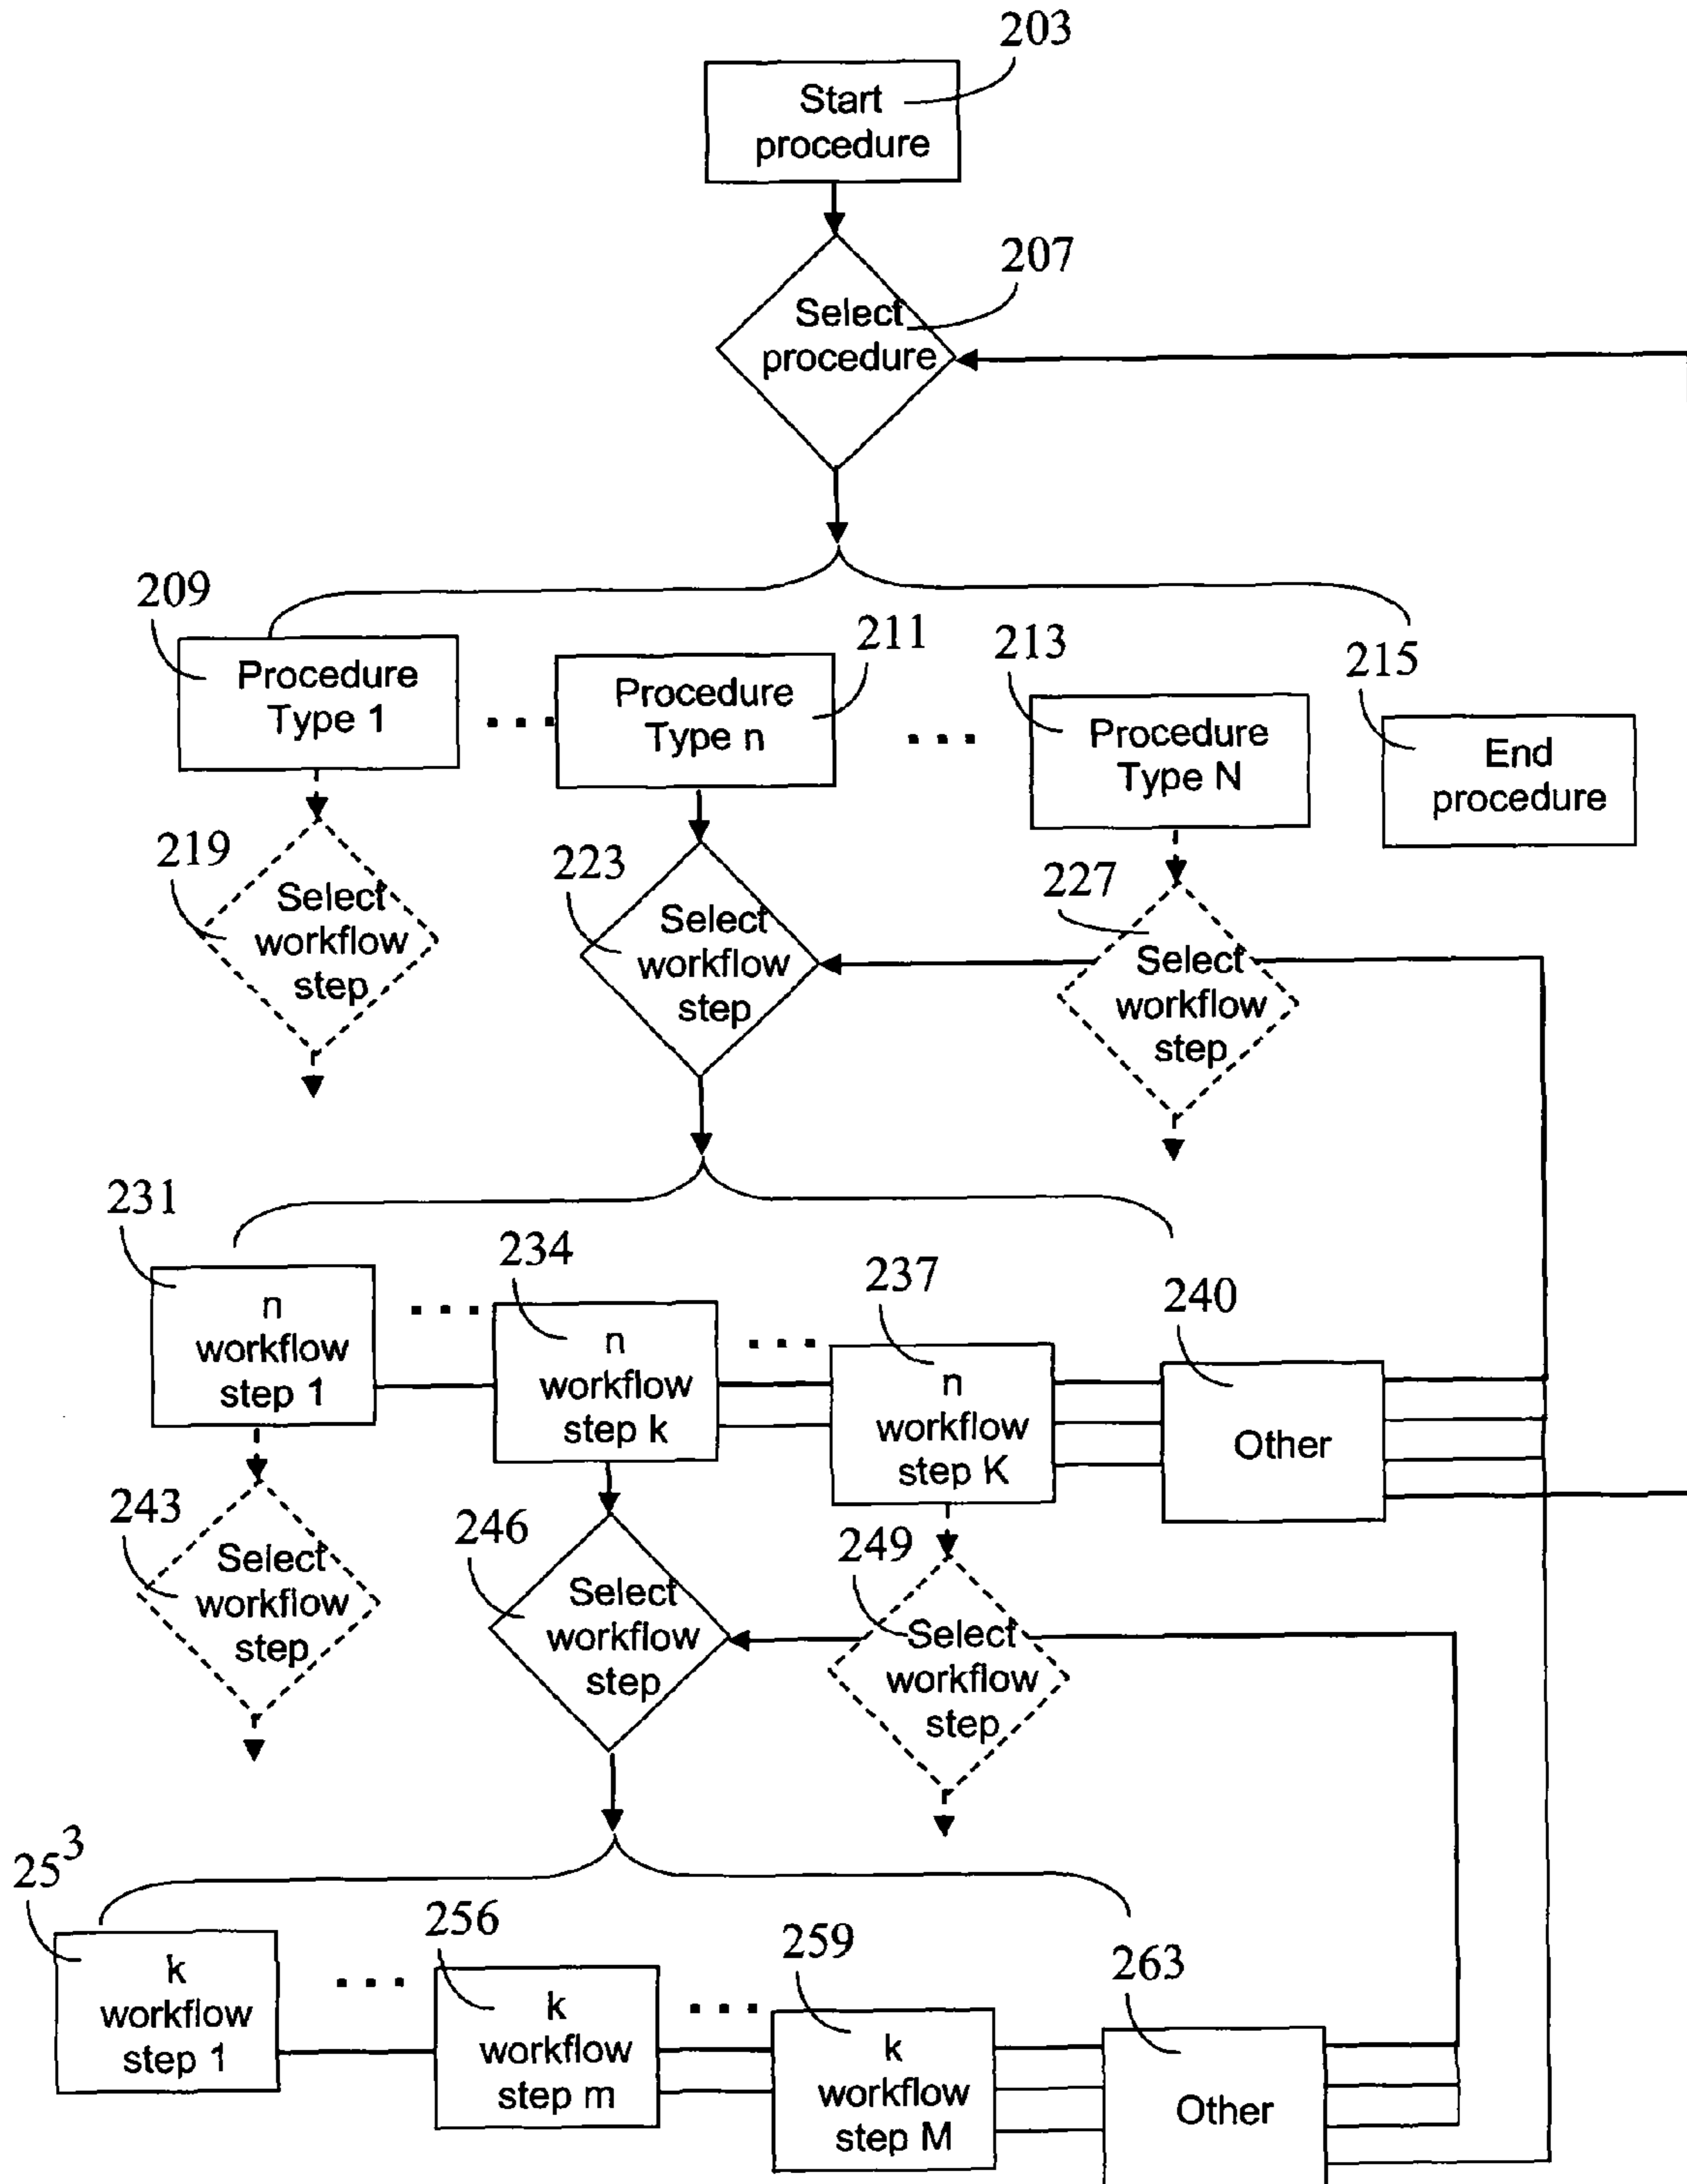 203
Start
procedure
207
Select
procedure
209
Procedure
Type 1
...
211
Procedure
Type n
...
213
Procedure
Type N
215
End
procedure
219
Select
workflow
step
223
Select
workflow
step
227
Select
workflow
step
231
n
workflow
step 1
...
234
n
workflow
step k
...
237
n
workflow
step K
240
Other
243
Select
workflow
step
246
Select
workflow
step
249
Select
workflow
step
253
k
workflow
step 1
...
256
k
workflow
step m
...
259
k
workflow
step M
263
Other